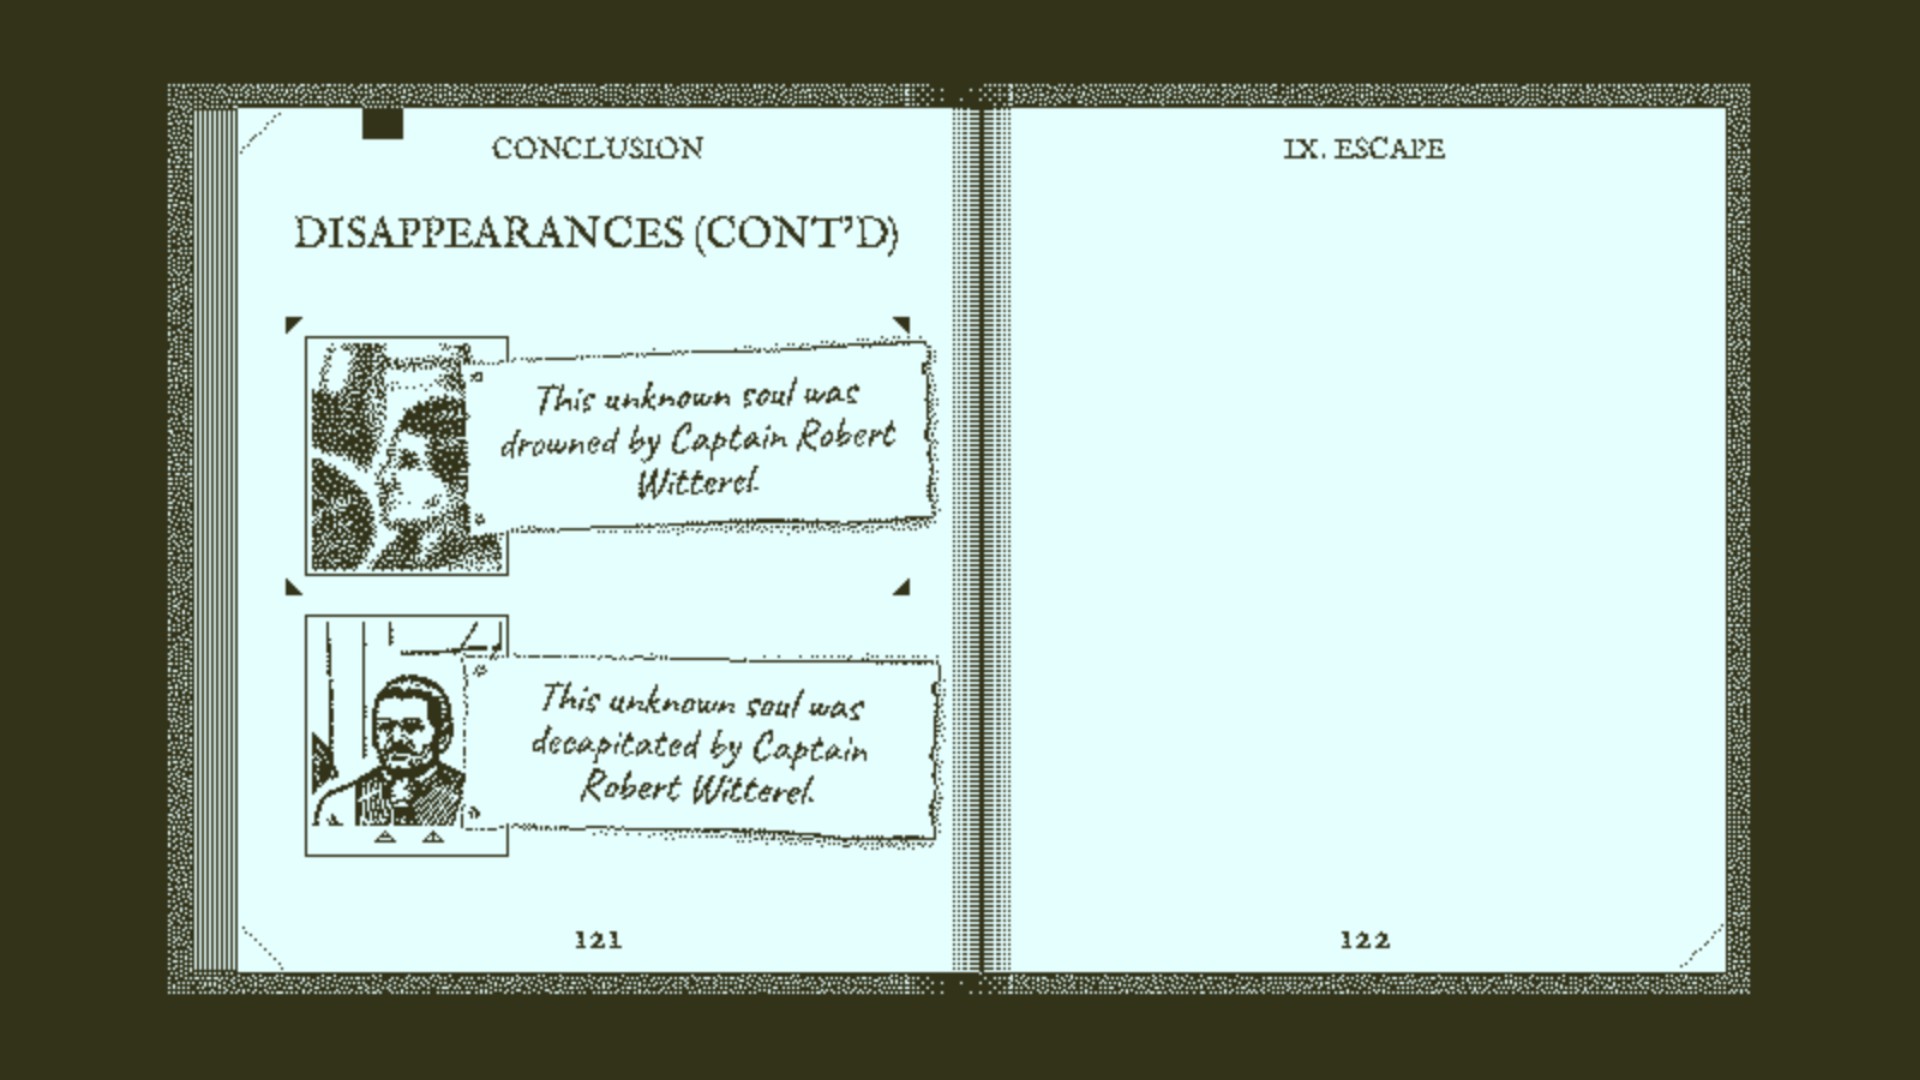 CONCLUSION
DISAPPEARANCES (CONT'D)
This unknown soul was
drowned by Captain Robert
Witterel.
This unknown soul was
decapitated by Captain
Robert Witterel.
121
IX. ESCAPE
122